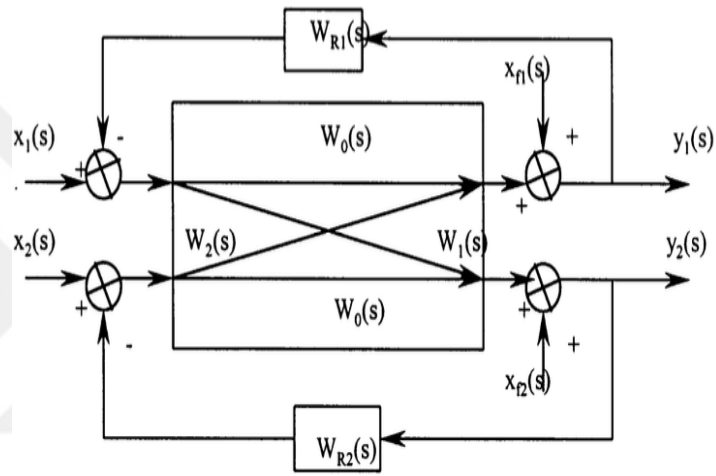 W_R1(s)
x_f1(s)
x_1(s)
-
+
W_0(s)
+
y_1(s)
+
x_2(s)
W_2(s)
W_1(s)
y_2(s)
+
W_0(s)
+
-
+
x_f2(s)
W_R2(s)